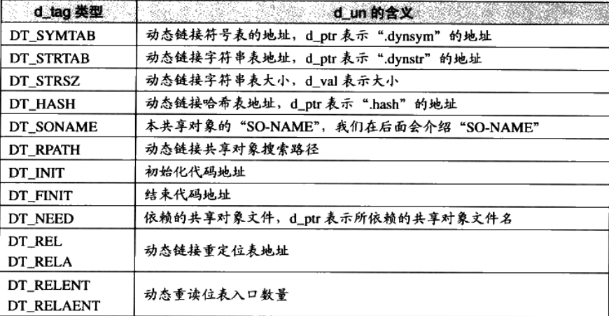 d_tag 类型 d_un 的含义
DT_SYMTAB 动态链接符号表的地址，d_ptr 表示“.dynsym”的地址
DT_STRTAB 动态链接字符串表地址，d_ptr 表示“.dynstr”的地址
DT_STRSZ 动态链接字符串表大小，d_val 表示大小
DT_HASH 动态链接哈希表地址，d_ptr 表示“.hash”的地址
DT_SONAME 本共享对象的“SO-NAME”，我们在后面会介绍“SO-NAME”
DT_RPATH 动态链接共享对象搜索路径
DT_INIT 初始化代码地址
DT_FINIT 结束代码地址
DT_NEED 依赖的共享对象文件，d_ptr 表示所依赖的共享对象文件名
DT_REL
DT_RELA
动态链接重定位表地址
DT_RELENT
DT_RELAENT
动态重读位表入口数量